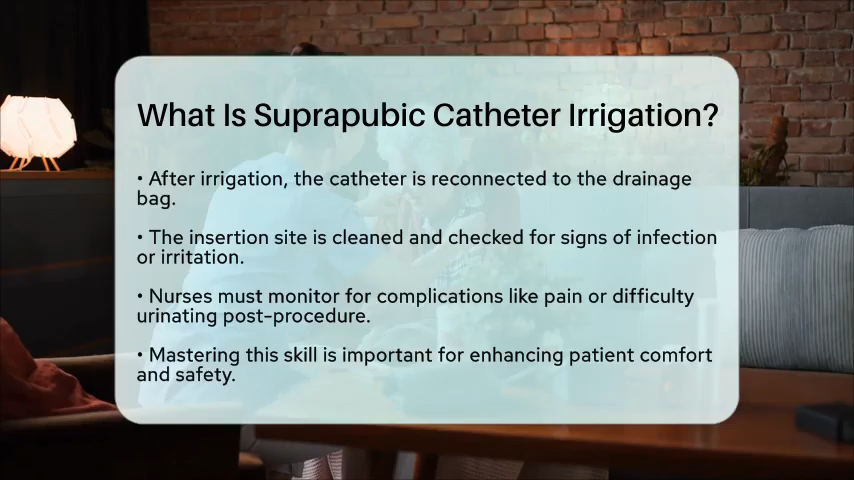 What Is Suprapubic Catheter Irrigation?
• After irrigation, the catheter is reconnected to the drainage
bag.
• The insertion site is cleaned and checked for signs of infection
or irritation.
• Nurses must monitor for complications like pain or difficulty
urinating post-procedure.
• Mastering this skill is important for enhancing patient comfort
and safety.